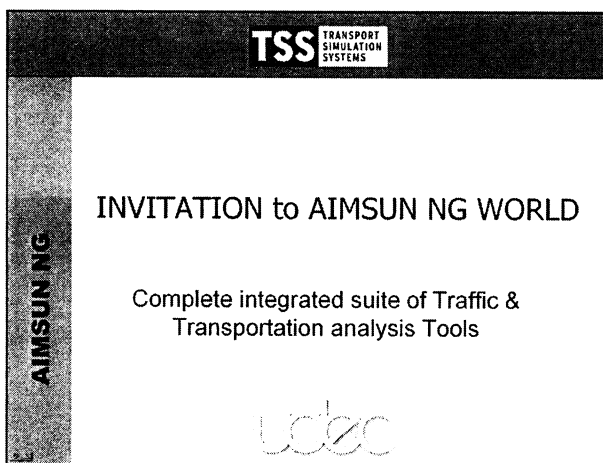 TSS TRANSPORT
SIMULATION
SYSTEMS
AIMSUN NG
INVITATION to AIMSUN NG WORLD
Complete integrated suite of Traffic &
Transportation analysis Tools